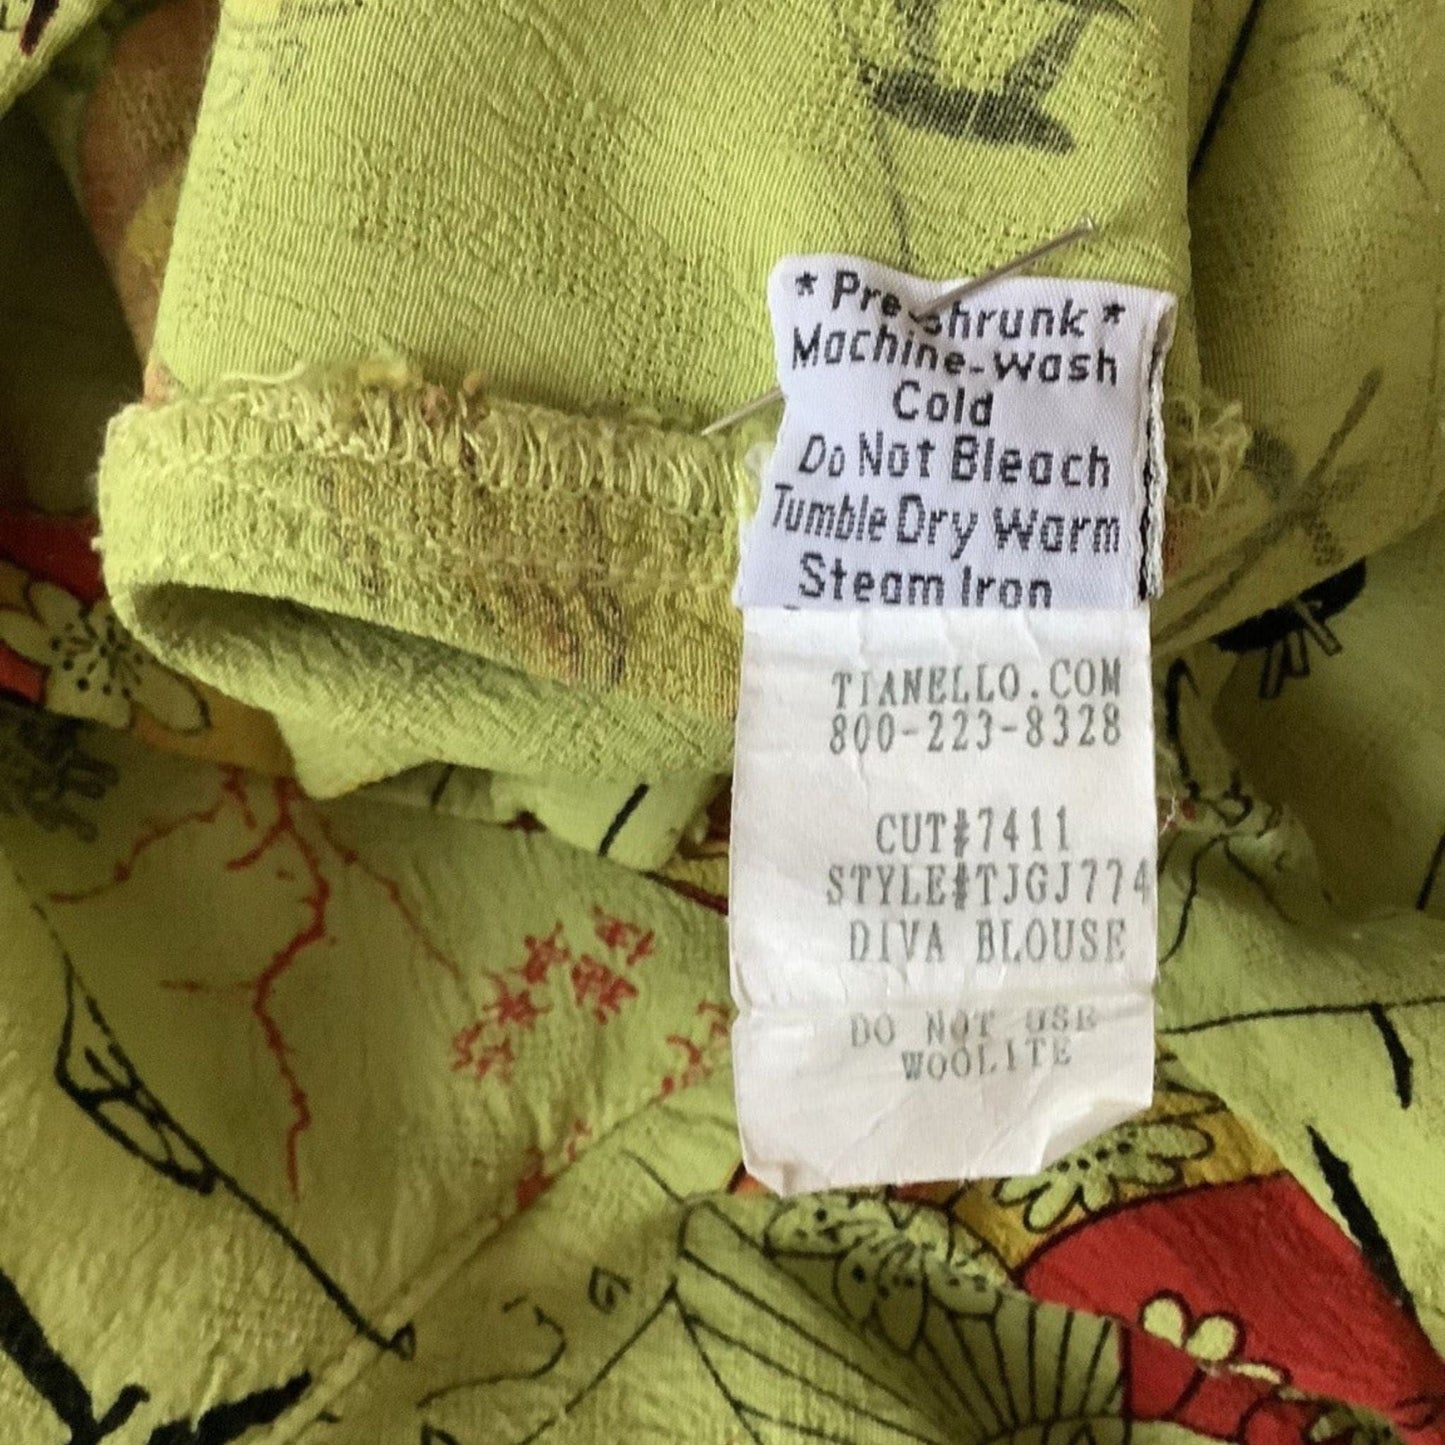 * Pre-shrunk *
Machine-wash
Cold
Do Not Bleach
Tumble Dry Warm
Steam Iron
TIANELLO.COM
800-223-8328
CUT#7411
STYLE#TJGJ774
DIVA BLOUSE
DO NOT USE
WOOLITE